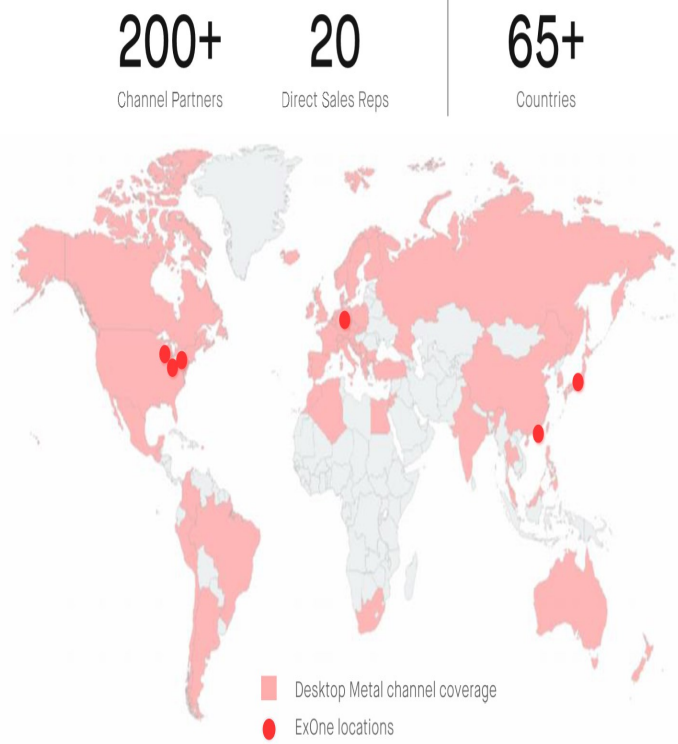 200+ 20 65+
Channel Partners Direct Sales Reps Countries
Desktop Metal channel coverage
ExOne locations